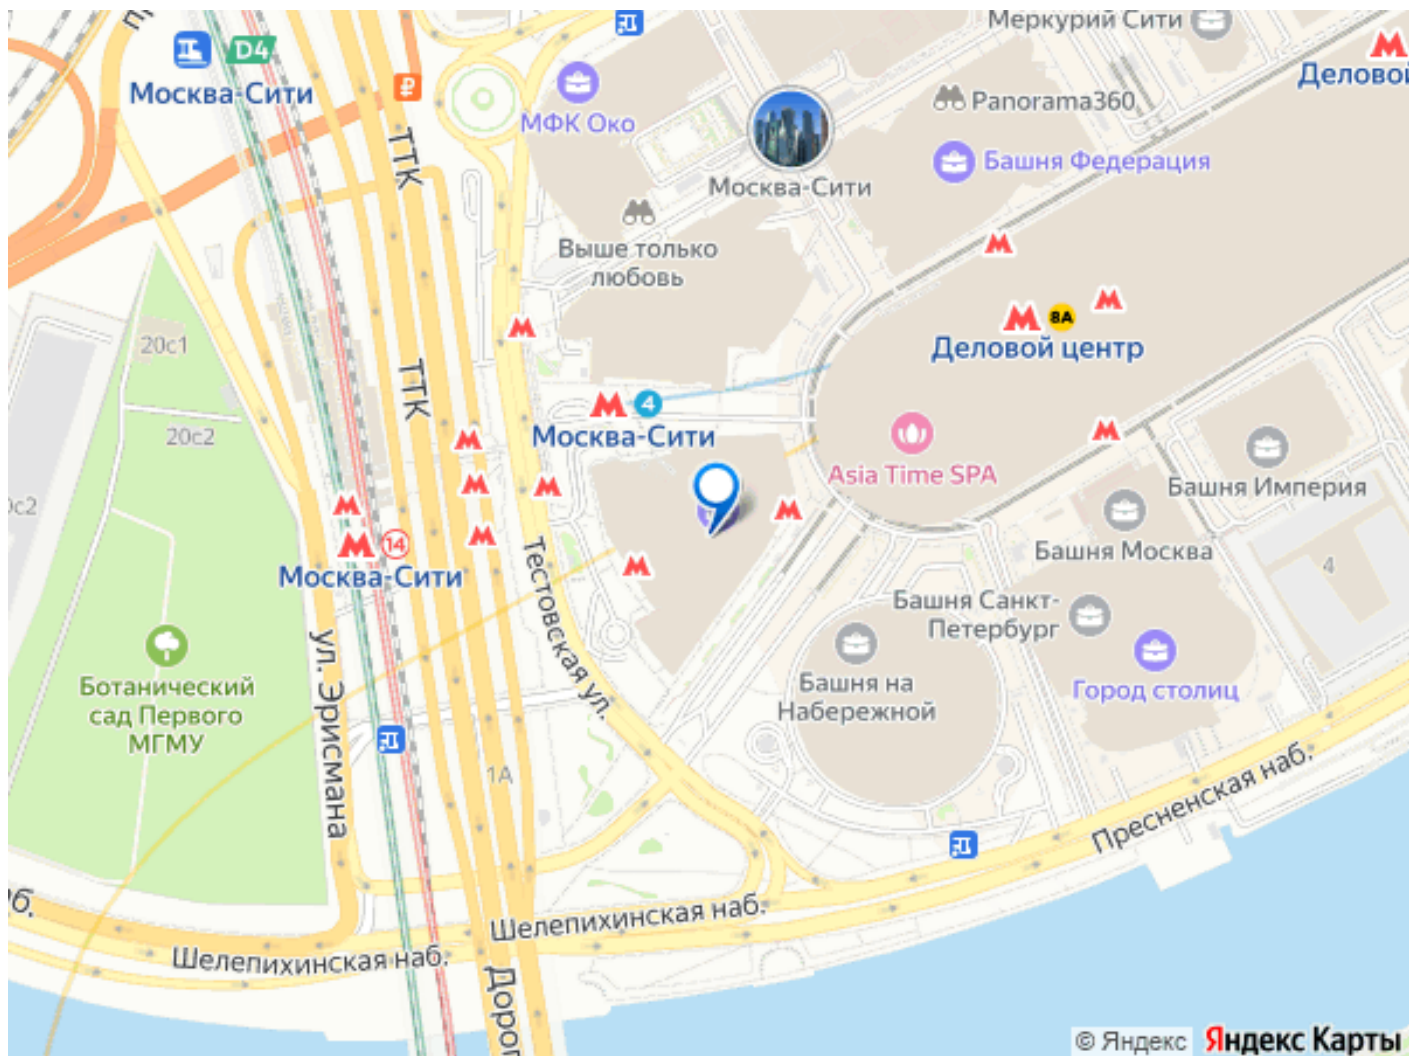 Меркурий Сити
D4
Москва-Сити
₽
Деловой
МФК Око
Panorama360
ТТК
Башня Федерация
Москва-Сити
Выше только
любовь
8А
Деловой центр
20с1
ТТК
4
Москва-Сити
20с2
Asia Time SPA
Башня Империя
с2
14
Москва-Сити
Башня Москва
4
Тестовская ул.
Башня Санкт-
Петербург
ул. Эрисмана
Ботанический
сад Первого
МГМУ
Башня на
Набережной
Город столиц
1А
Пресненская наб.
б.
Шелепихинская наб.
Шелепихинская наб.
Дорог
© Яндекс Яндекс Карты